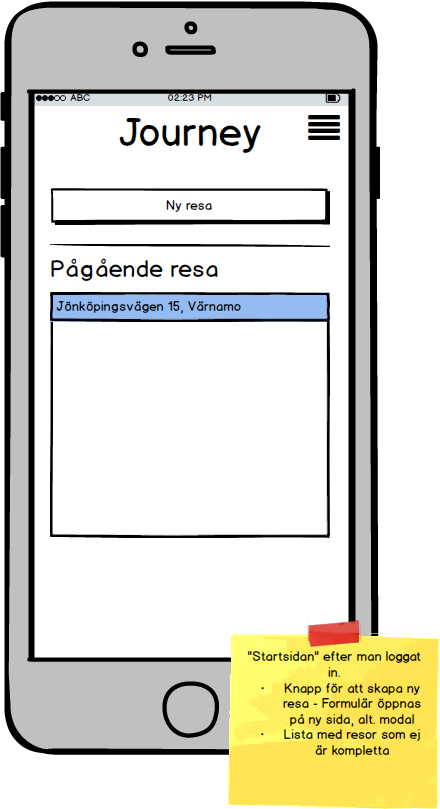 ABC 02:23 PM
Journey
Ny resa
Pågående resa
Jönköpingsvägen 15, Värnamo
"Startsidan" efter man loggat
in.
• Knapp för att skapa ny
resa - Formulär öppnas
på ny sida, alt. modal
• Lista med resor som ej
är kompletta